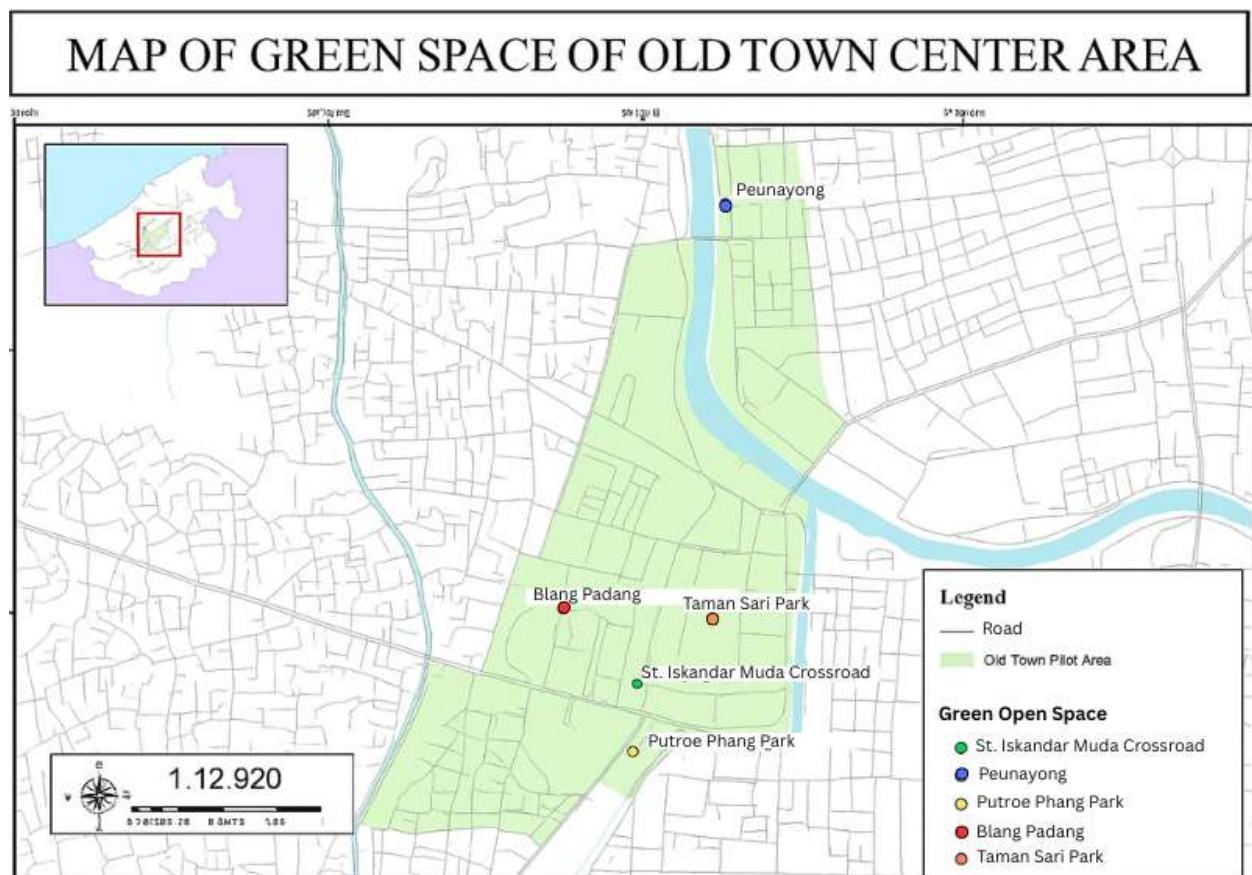 MAP OF GREEN SPACE OF OLD TOWN CENTER AREA
Peunayong
Blang Padang
Taman Sari Park
St. Iskandar Muda Crossroad
Putroe Phang Park
1.12.920
Legend
Road
Old Town Pilot Area
Green Open Space
St. Iskandar Muda Crossroad
Peunayong
Putroe Phang Park
Blang Padang
Taman Sari Park